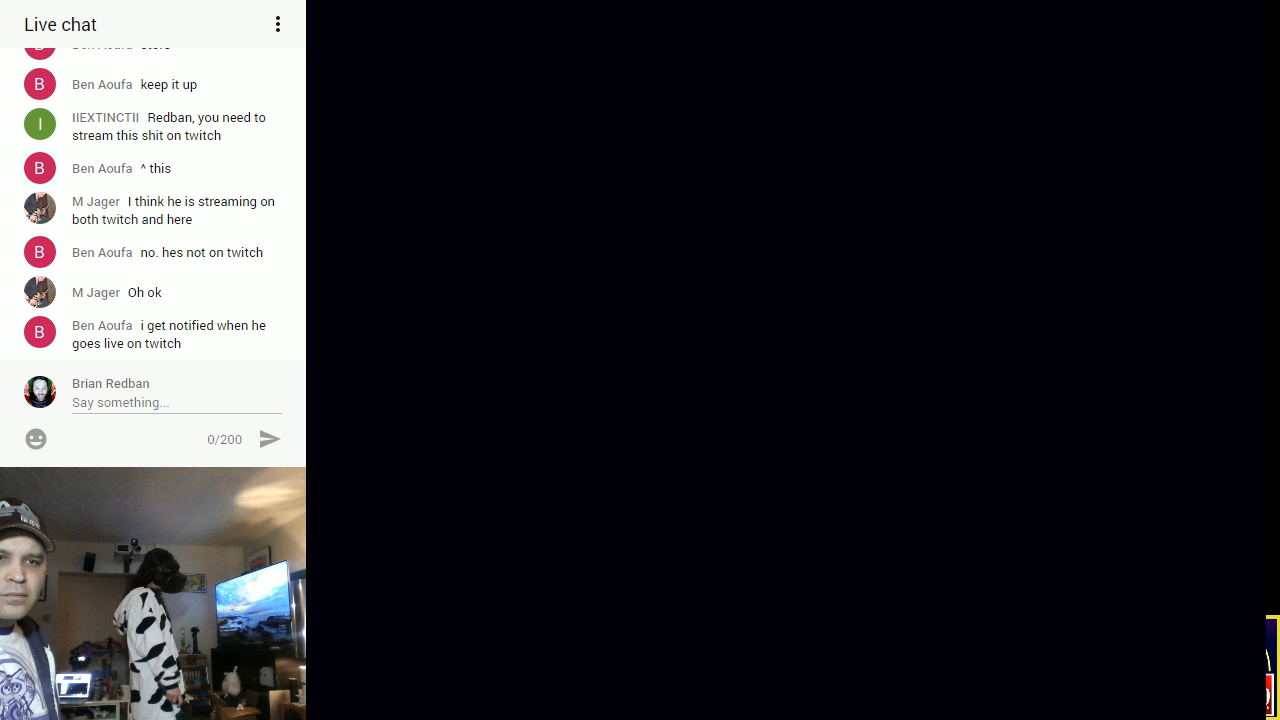 Live chat
B
B
Ben Aoufa keep it up
I
IIEXTINCTII Redban, you need to
stream this shit on twitch
B
Ben Aoufa ^ this
M Jager I think he is streaming on
both twitch and here
B
Ben Aoufa no. hes not on twitch
M Jager Oh ok
B
Ben Aoufa i get notified when he
goes live on twitch
Brian Redban
Say something...
0/200